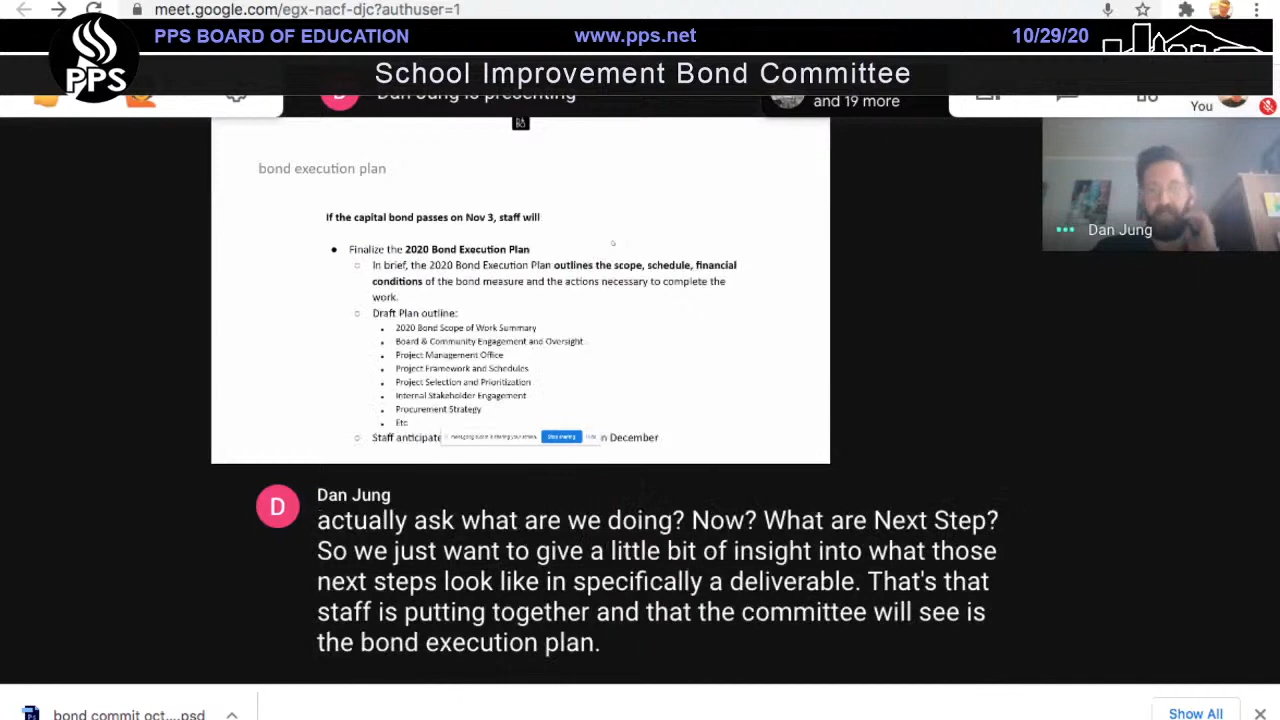 meet.google.com/egx-nacf-djc?authuser=1
PPS BOARD OF EDUCATION
www.pps.net
10/29/20
PPS
School Improvement Bond Committee
Dan Jung is presenting
and 19 more
You
bond execution plan
If the capital bond passes on Nov 3, staff will
Finalize the 2020 Bond Execution Plan
In brief, the 2020 Bond Execution Plan outlines the scope, schedule, financial
conditions of the bond measure and the actions necessary to complete the
work.
Draft Plan outline:
2020 Bond Scope of Work Summary
Board & Community Engagement and Oversight
Project Management Office
Project Framework and Schedules
Project Selection and Prioritization
Internal Stakeholder Engagement
Procurement Strategy
Etc
Staff anticipate
is sharing your screen.
Stop sharing
Hide
n December
Dan Jung
D
Dan Jung
actually ask what are we doing? Now? What are Next Step?
So we just want to give a little bit of insight into what those
next steps look like in specifically a deliverable. That's that
staff is putting together and that the committee will see is
the bond execution plan.
bond commit oct....psd
Show All